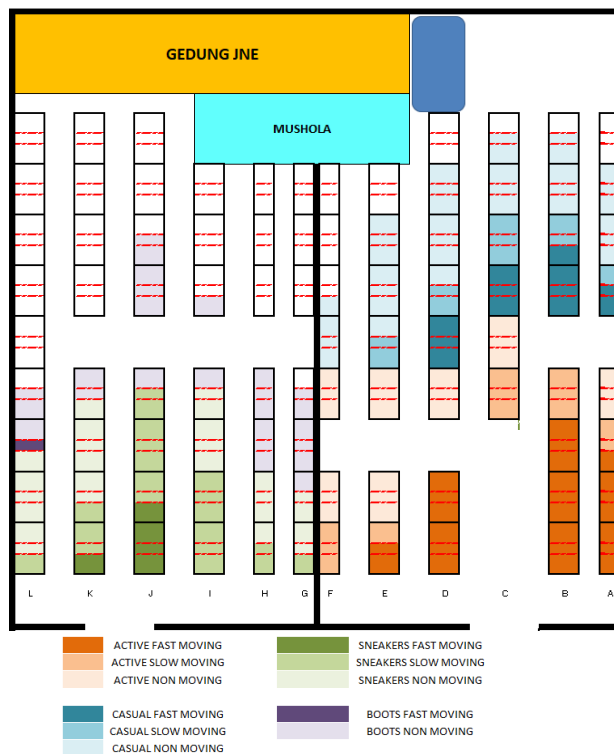 GEDUNG JNE
MUSHOLA
L K J I H G F E D C B A
ACTIVE FAST MOVING SNEAKERS FAST MOVING
ACTIVE SLOW MOVING SNEAKERS SLOW MOVING
ACTIVE NON MOVING SNEAKERS NON MOVING
CASUAL FAST MOVING BOOTS FAST MOVING
CASUAL SLOW MOVING BOOTS NON MOVING
CASUAL NON MOVING